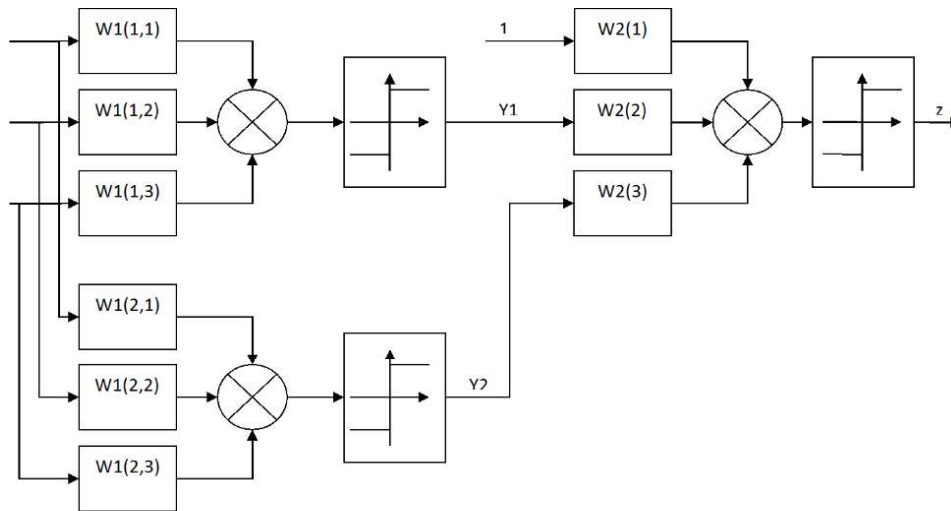 W1(1,1)
1
W2(1)
W1(1,2)
Y1
W2(2)
z
W1(1,3)
W2(3)
W1(2,1)
W1(2,2)
Y2
W1(2,3)